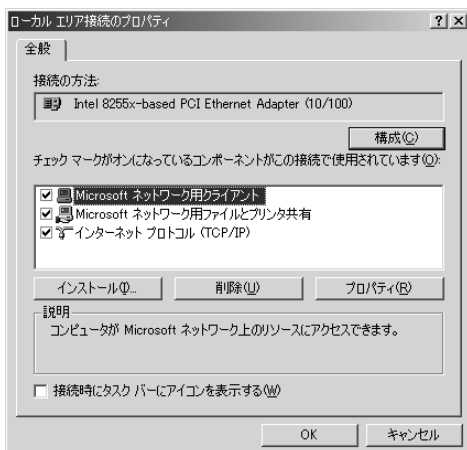 ローカル エリア接続のプロパティ
全般
接続の方法:
Intel 8255x-based PCI Ethernet Adapter (10/100)
構成(C)
チェック マークがオンになっているコンポーネントがこの接続で使用されています(O):
Microsoft ネットワーク用クライアント
Microsoft ネットワーク用ファイルとプリンタ共有
インターネット プロトコル (TCP/IP)
インストール(I)... 削除(U) プロパティ(R)
説明
コンピュータが Microsoft ネットワーク上のリソースにアクセスできます。
接続時にタスク バーにアイコンを表示する(W)
OK キャンセル